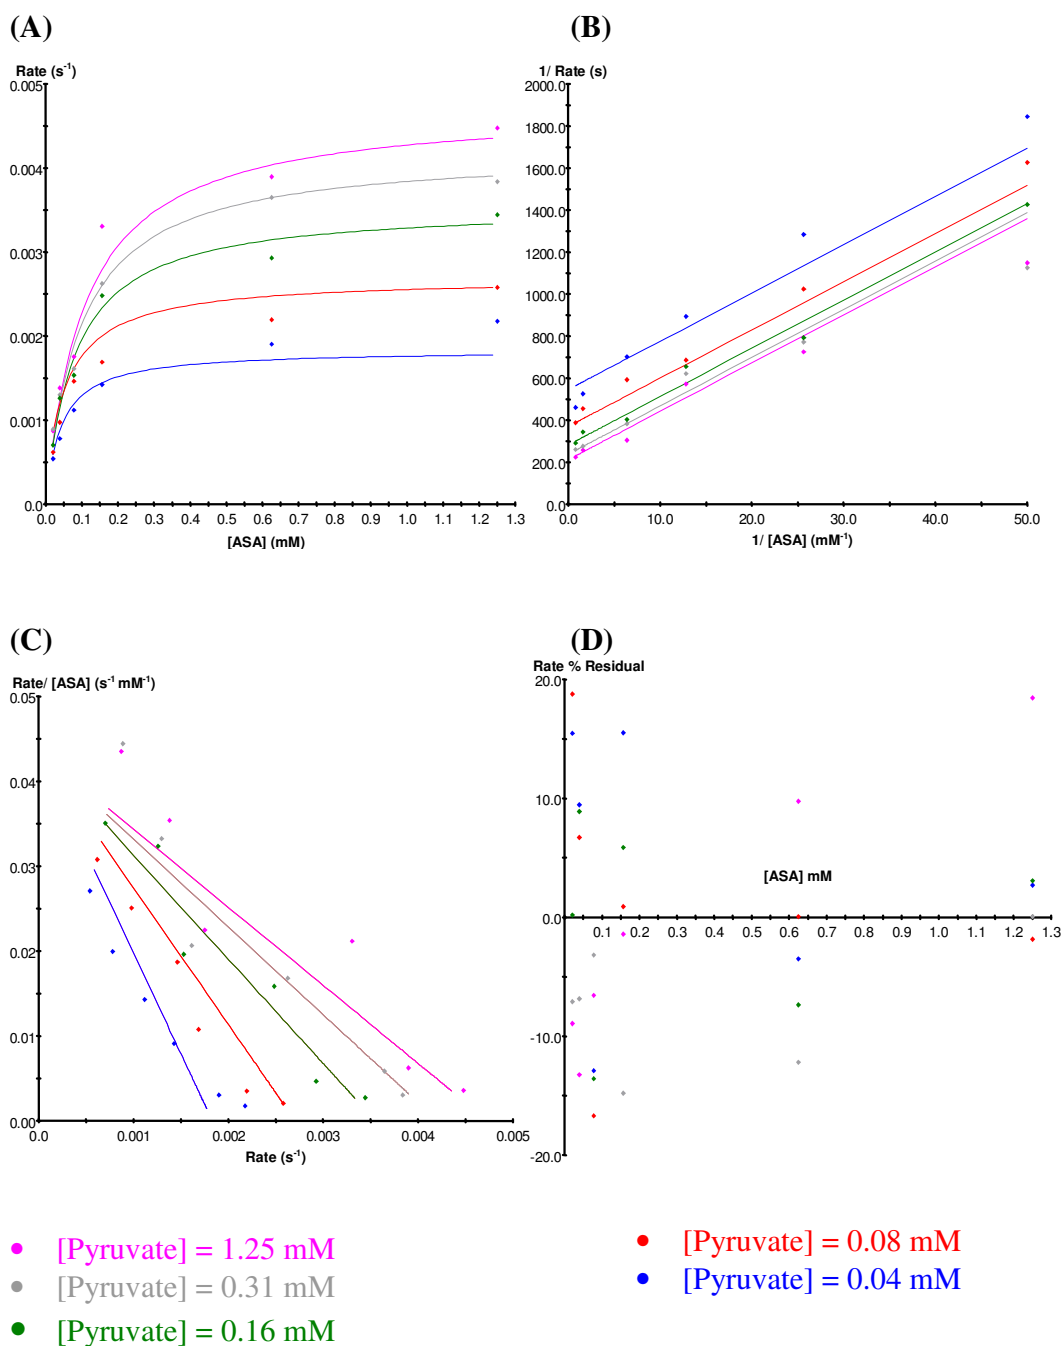 (A)
Rate (s-1)
0.005
0.004
0.003
0.002
0.001
0.0
0.0 0.1 0.2 0.3 0.4 0.5 0.6 0.7 0.8 0.9 1.0 1.1 1.2 1.3
[ASA] (mM)
(B)
1/ Rate (s)
2000.0
1800.0
1600.0
1400.0
1200.0
1000.0
800.0
600.0
400.0
200.0
0.0
0.0 10.0 20.0 30.0 40.0 50.0
1/ [ASA] (mM-1)
(C)
Rate/ [ASA] (s-1 mM-1)
0.05
0.04
0.03
0.02
0.01
0.00
0.0 0.001 0.002 0.003 0.004 0.005
Rate (s-1)
(D)
Rate % Residual
20.0
10.0
[ASA] mM
0.0
0.1 0.2 0.3 0.4 0.5 0.6 0.7 0.8 0.9 1.0 1.1 1.2 1.3
-10.0
-20.0
[Pyruvate] = 1.25 mM
[Pyruvate] = 0.31 mM
[Pyruvate] = 0.16 mM
[Pyruvate] = 0.08 mM
[Pyruvate] = 0.04 mM